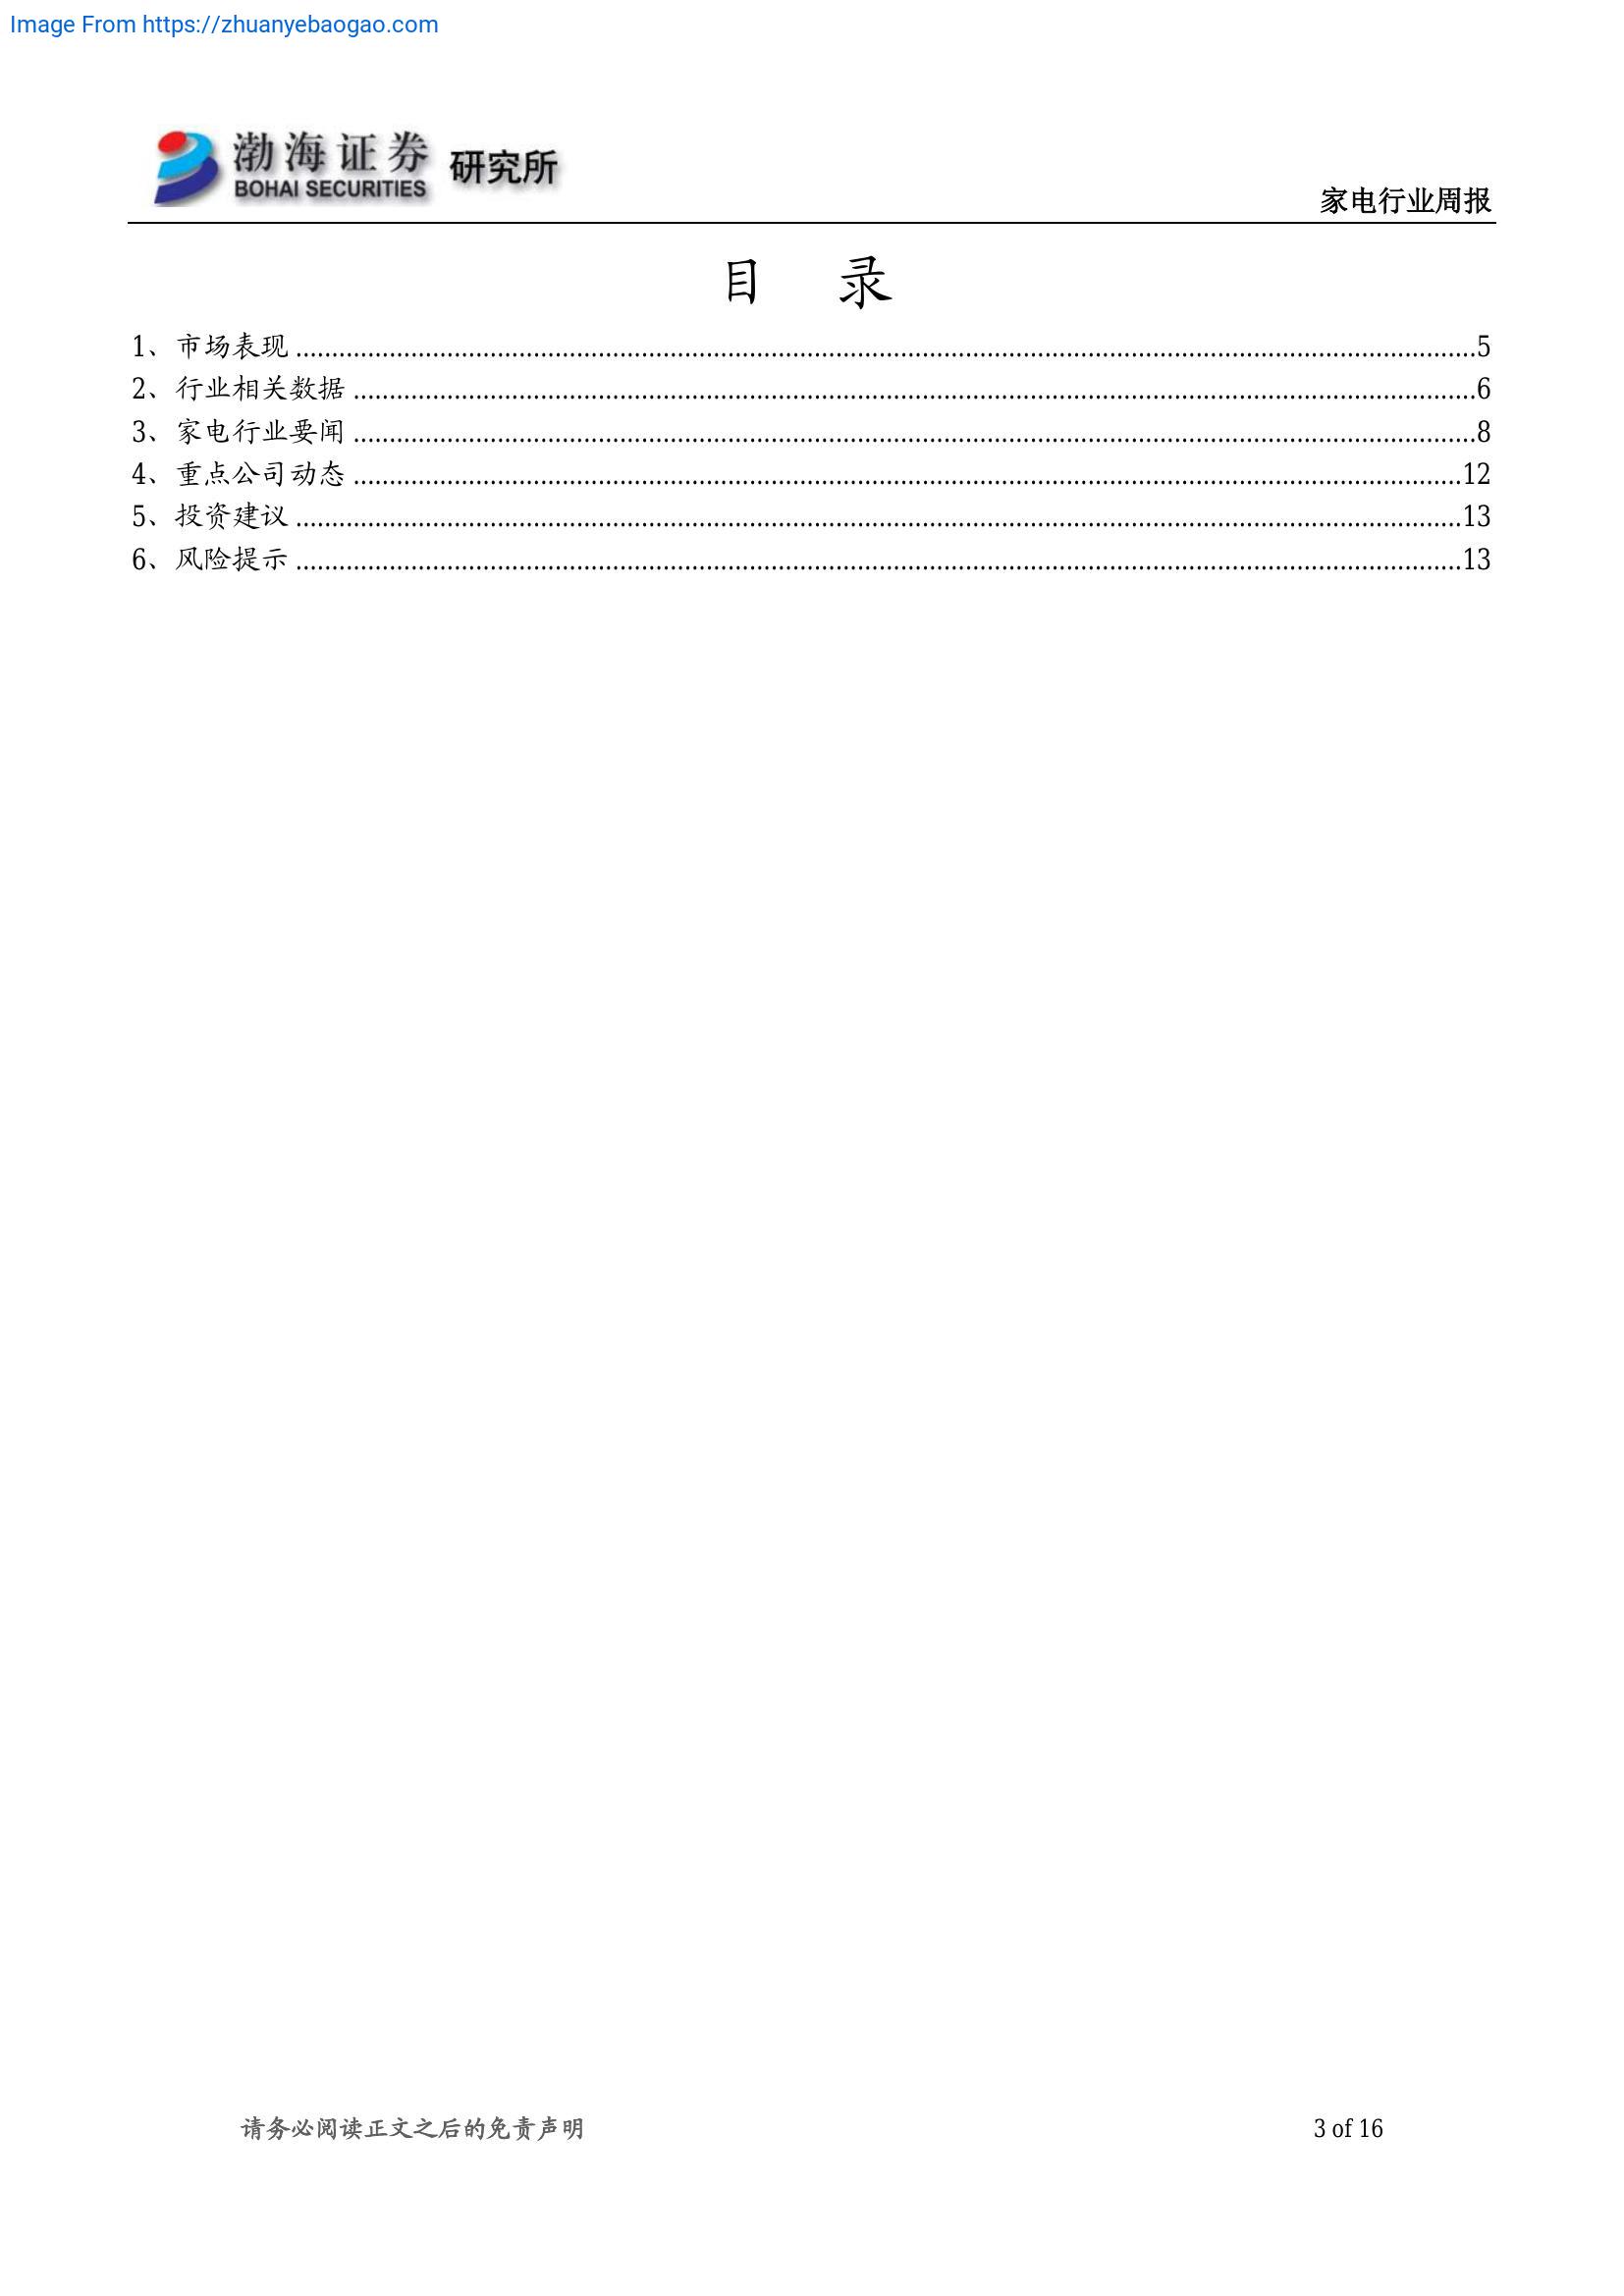 Image From https://zhuanyebaogao.com
渤海证券 研究所
BOHAI SECURITIES
家电行业周报
目 录
1、市场表现 ........................................................................................................................................................5
2、行业相关数据 ................................................................................................................................................6
3、家电行业要闻 ................................................................................................................................................8
4、重点公司动态 ..............................................................................................................................................12
5、投资建议 ......................................................................................................................................................13
6、风险提示 ......................................................................................................................................................13
请务必阅读正文之后的免责声明 3 of 16